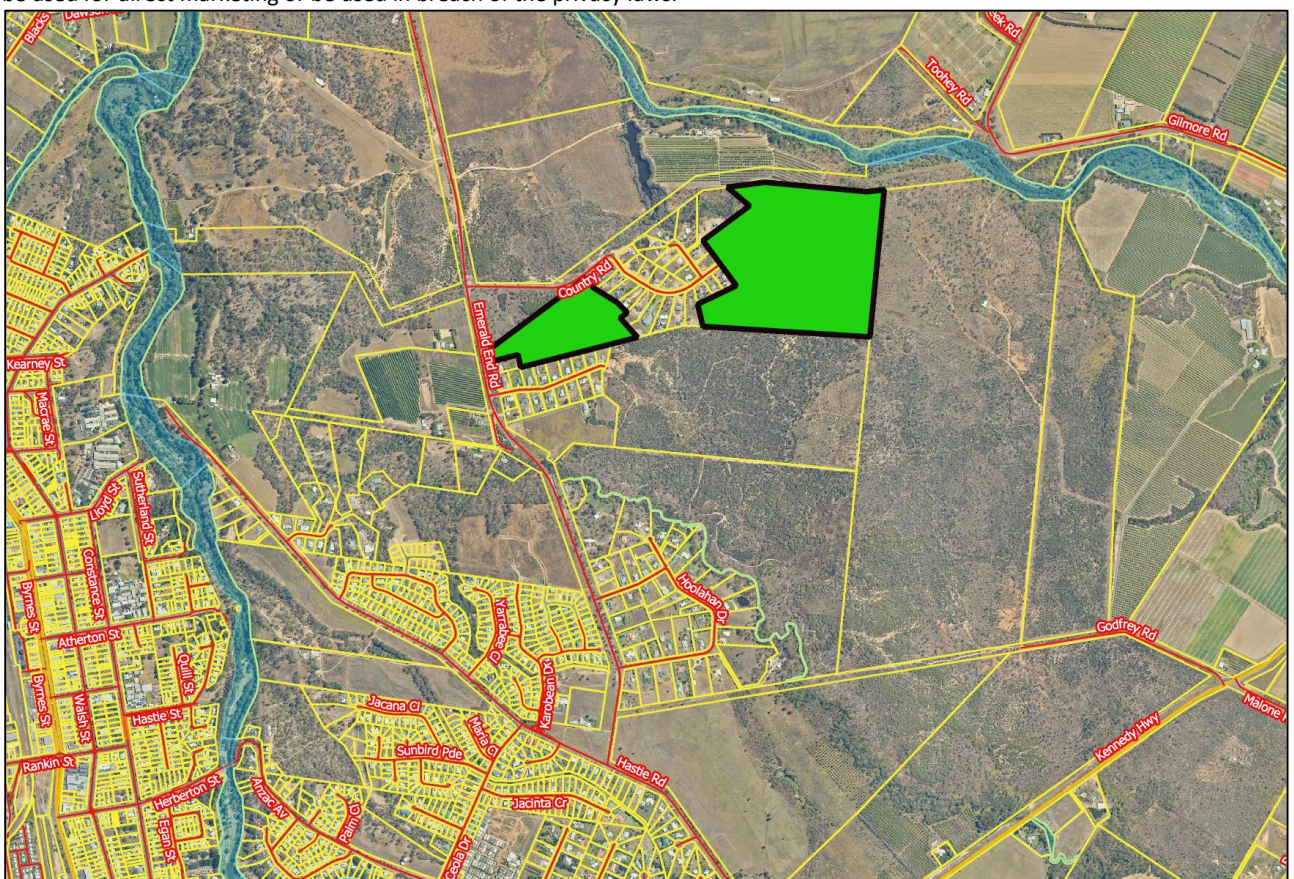 be used for direct marketing or be used in breach of the privacy laws.
Blacks
Toohey Rd
Gilmore Rd
Country Rd
Emerald End Rd
Kearney St
Macrae St
Lloyd St
Sutherland St
Constance St
Byrnes St
Atherton St
Quill St
Byrnes St
Walsh St
Hastie St
Rankin St
Herberton St
Egan St
Anzac Av
Palm Dr
Hoolahan Dr
Yarrabee Cl
Karobean Dr
Jacana Cl
Maria Cl
Sunbird Pde
Hastie Rd
Jacinta Cr
Godfrey Rd
Kennedy Hwy
Malone